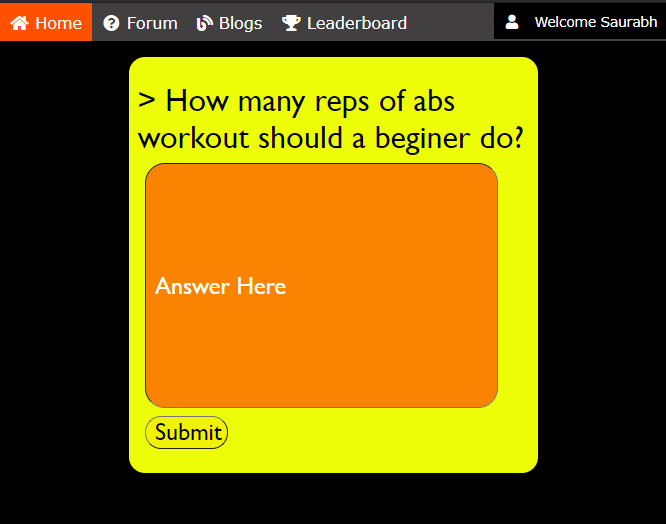 Home Forum Blogs Leaderboard Welcome Saurabh
> How many reps of abs
workout should a beginer do?
Answer Here
Submit